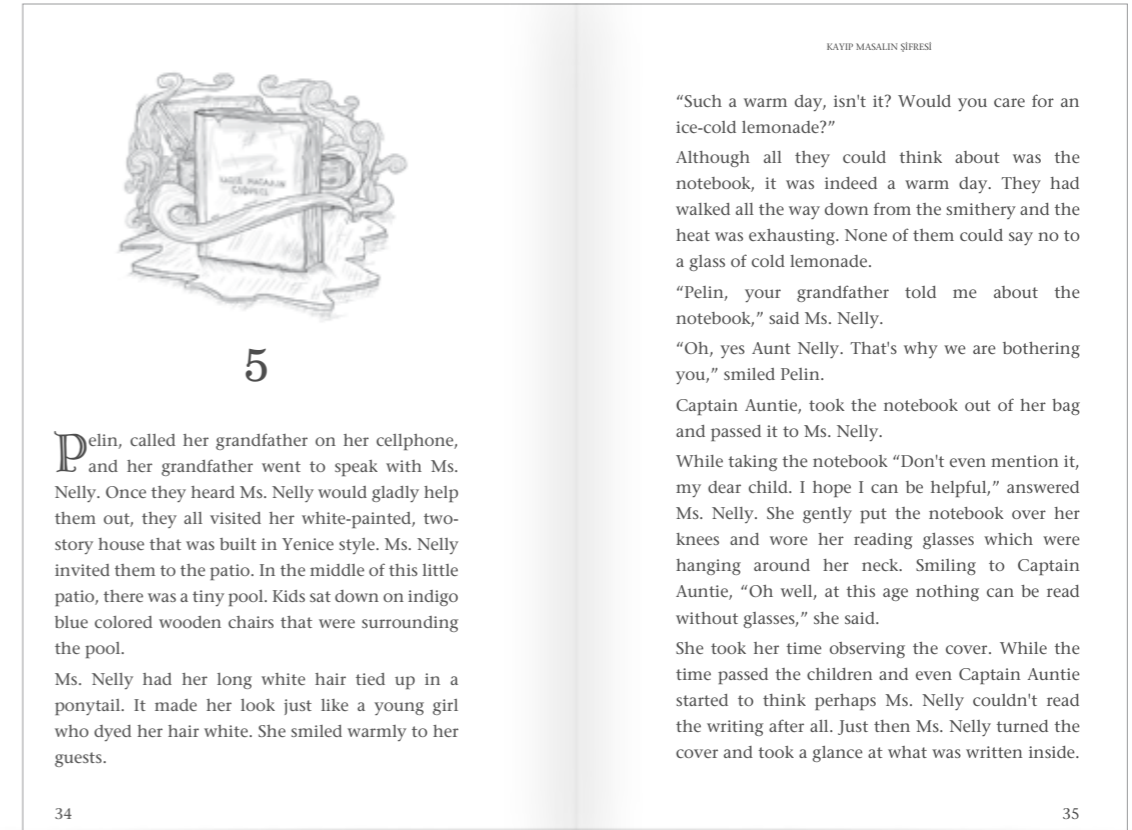 5
Pelin, called her grandfather on her cellphone,
and her grandfather went to speak with Ms.
Nelly. Once they heard Ms. Nelly would gladly help
them out, they all visited her white-painted, two-
story house that was built in Yenice style. Ms. Nelly
invited them to the patio. In the middle of this little
patio, there was a tiny pool. Kids sat down on indigo
blue colored wooden chairs that were surrounding
the pool.
Ms. Nelly had her long white hair tied up in a
ponytail. It made her look just like a young girl
who dyed her hair white. She smiled warmly to her
guests.
34
KAYIP MASALIN ŞİFRESİ
“Such a warm day, isn't it? Would you care for an
ice-cold lemonade?”
Although all they could think about was the
notebook, it was indeed a warm day. They had
walked all the way down from the smithery and the
heat was exhausting. None of them could say no to
a glass of cold lemonade.
“Pelin, your grandfather told me about the
notebook,” said Ms. Nelly.
“Oh, yes Aunt Nelly. That's why we are bothering
you,” smiled Pelin.
Captain Auntie, took the notebook out of her bag
and passed it to Ms. Nelly.
While taking the notebook “Don't even mention it,
my dear child. I hope I can be helpful,” answered
Ms. Nelly. She gently put the notebook over her
knees and wore her reading glasses which were
hanging around her neck. Smiling to Captain
Auntie, “Oh well, at this age nothing can be read
without glasses,” she said.
She took her time observing the cover. While the
time passed the children and even Captain Auntie
started to think perhaps Ms. Nelly couldn't read
the writing after all. Just then Ms. Nelly turned the
cover and took a glance at what was written inside.
35